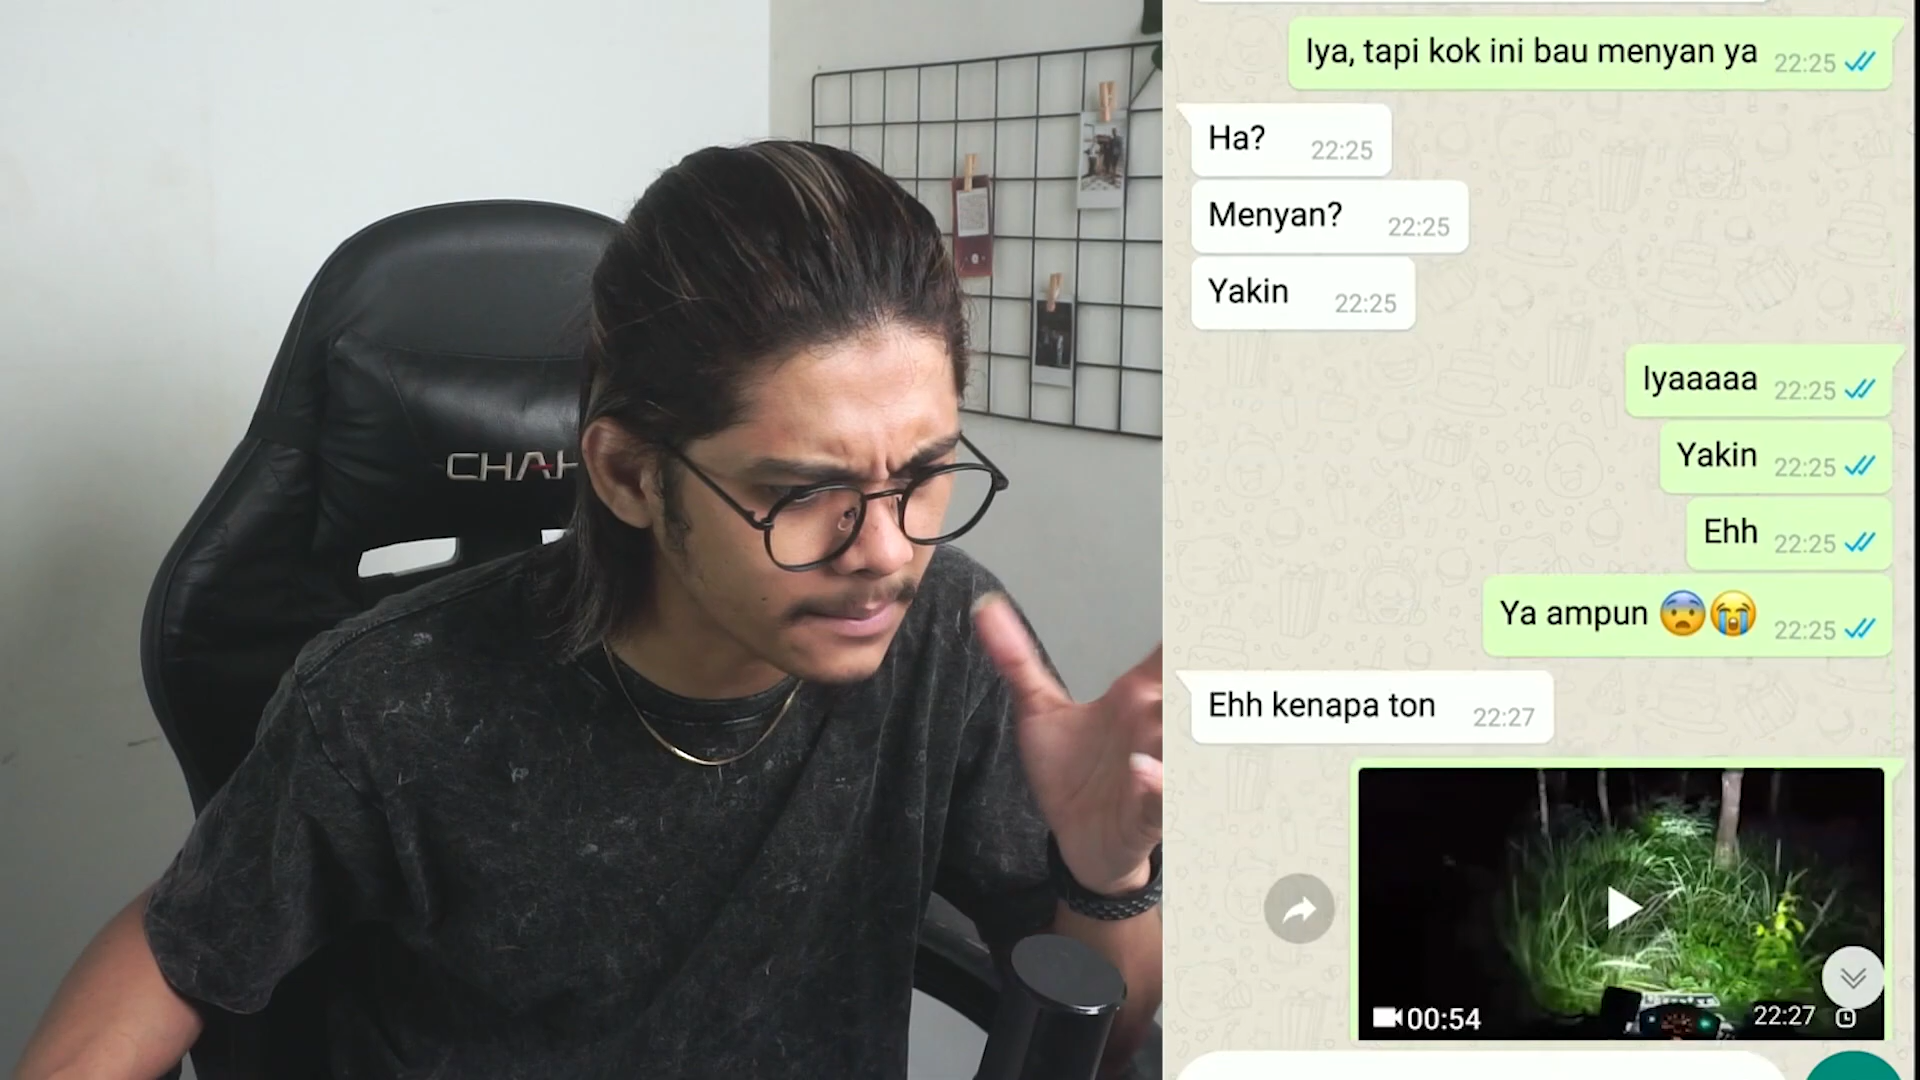 CHA
Iya, tapi kok ini bau menyan ya 22:25
Ha? 22:25
Menyan? 22:25
Yakin 22:25
Iyaaaaa 22:25
Yakin 22:25
Ehh 22:25
Ya ampun 😨😭 22:25
Ehh kenapa ton 22:27
00:54 22:27